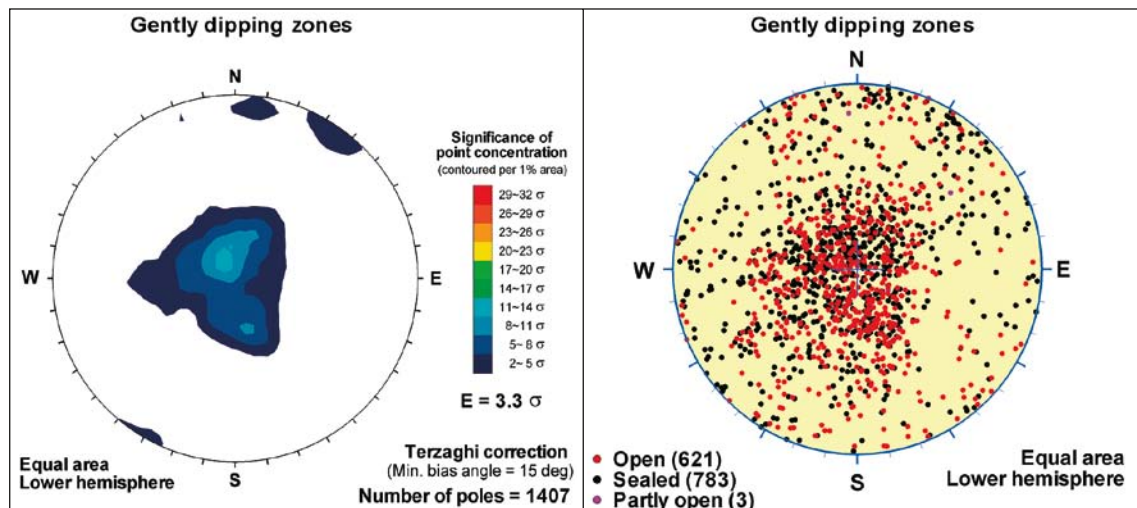 Gently dipping zones
N
W
E
S
Significance of
point concentration
(contoured per 1% area)
29~32 σ
26~29 σ
23~26 σ
20~23 σ
17~20 σ
14~17 σ
11~14 σ
8~11 σ
5~8 σ
2~5 σ
E = 3.3 σ
Equal area
Lower hemisphere
Terzaghi correction
(Min. bias angle = 15 deg)
Number of poles = 1407
Gently dipping zones
N
W
E
S
Open (621)
Sealed (783)
Partly open (3)
Equal area
Lower hemisphere